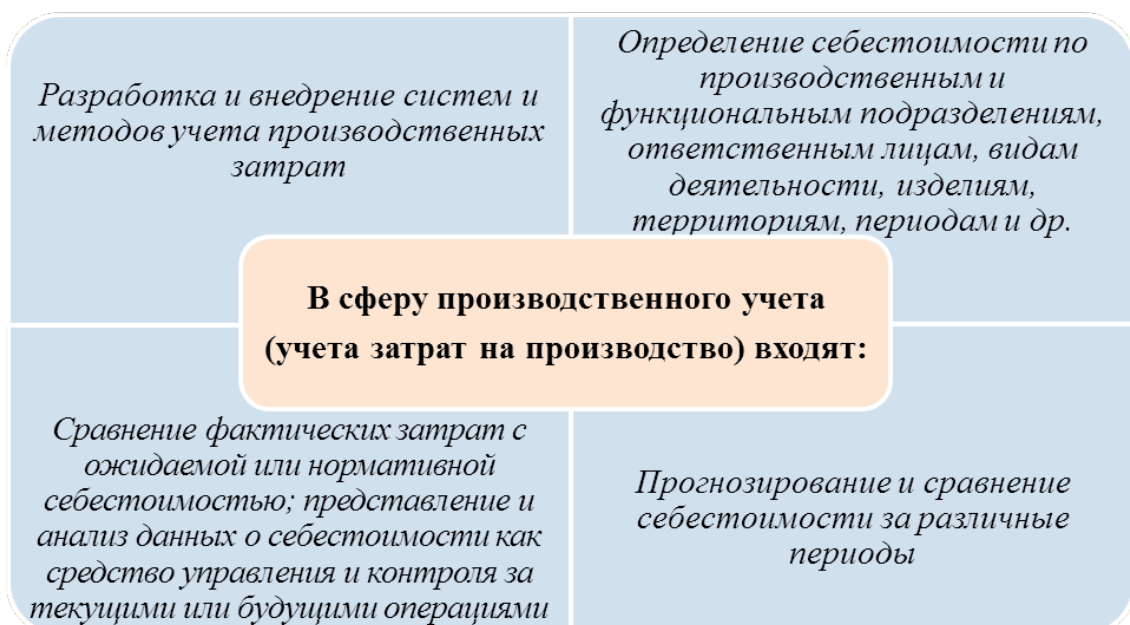 Разработка и внедрение систем и
методов учета производственных
затрат
Определение себестоимости по
производственным и
функциональным подразделениям,
ответственным лицам, видам
деятельности, изделиям,
территориям, периодам и др.
В сферу производственного учета
(учета затрат на производство) входят:
Сравнение фактических затрат с
ожидаемой или нормативной
себестоимостью; представление и
анализ данных о себестоимости как
средство управления и контроля за
текущими или будущими операциями
Прогнозирование и сравнение
себестоимости за различные
периоды